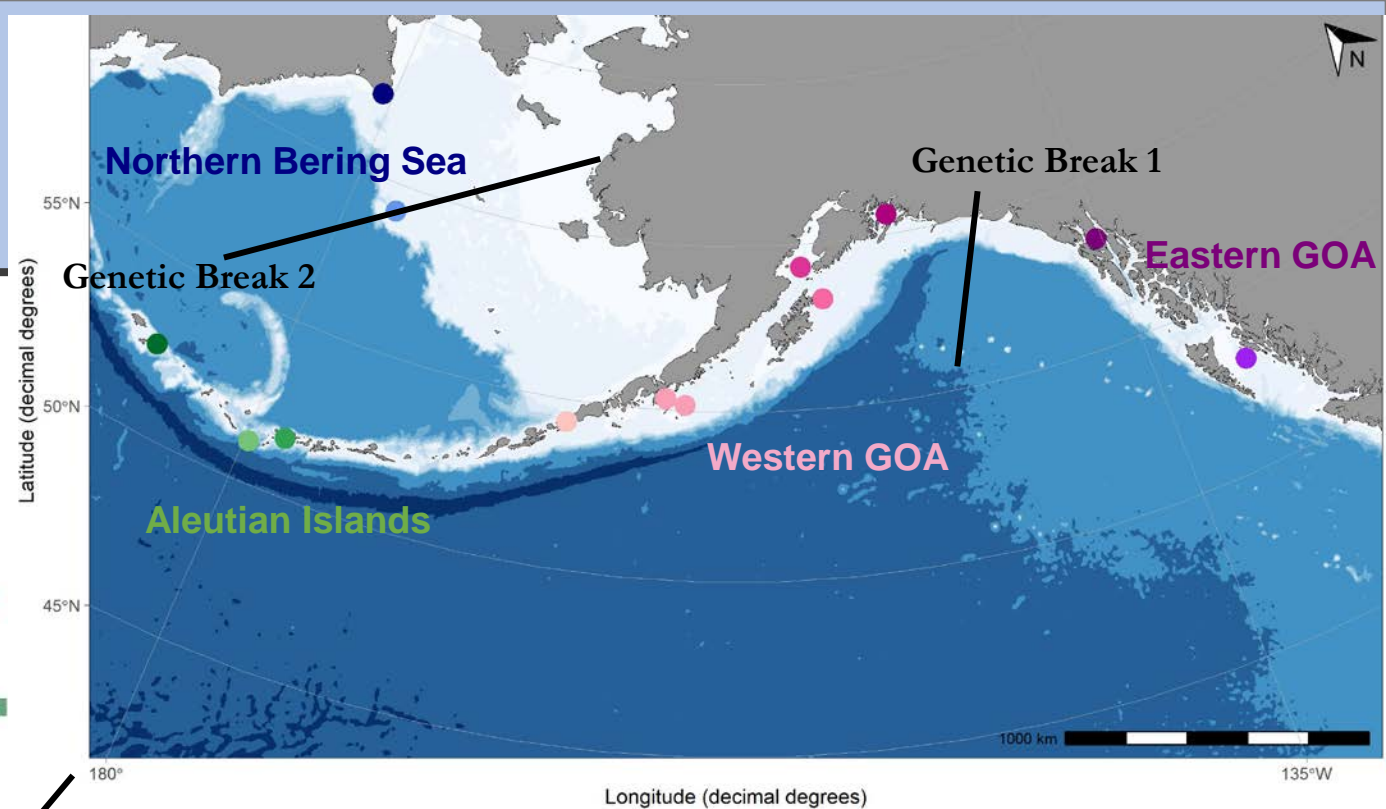 N
Northern Bering Sea
Genetic Break 1
55°N
Eastern GOA
Genetic Break 2
Latitude (decimal degrees)
50°N
Western GOA
Aleutian Islands
45°N
1000 km
180°
135°W
Longitude (decimal degrees)